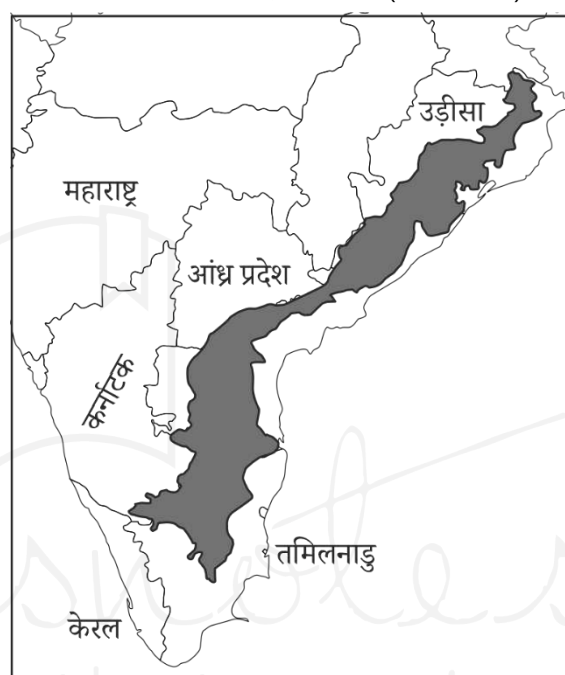 उड़ीसा
महाराष्ट्र
आंध्र प्रदेश
कर्नाटक
तमिलनाडु
केरल